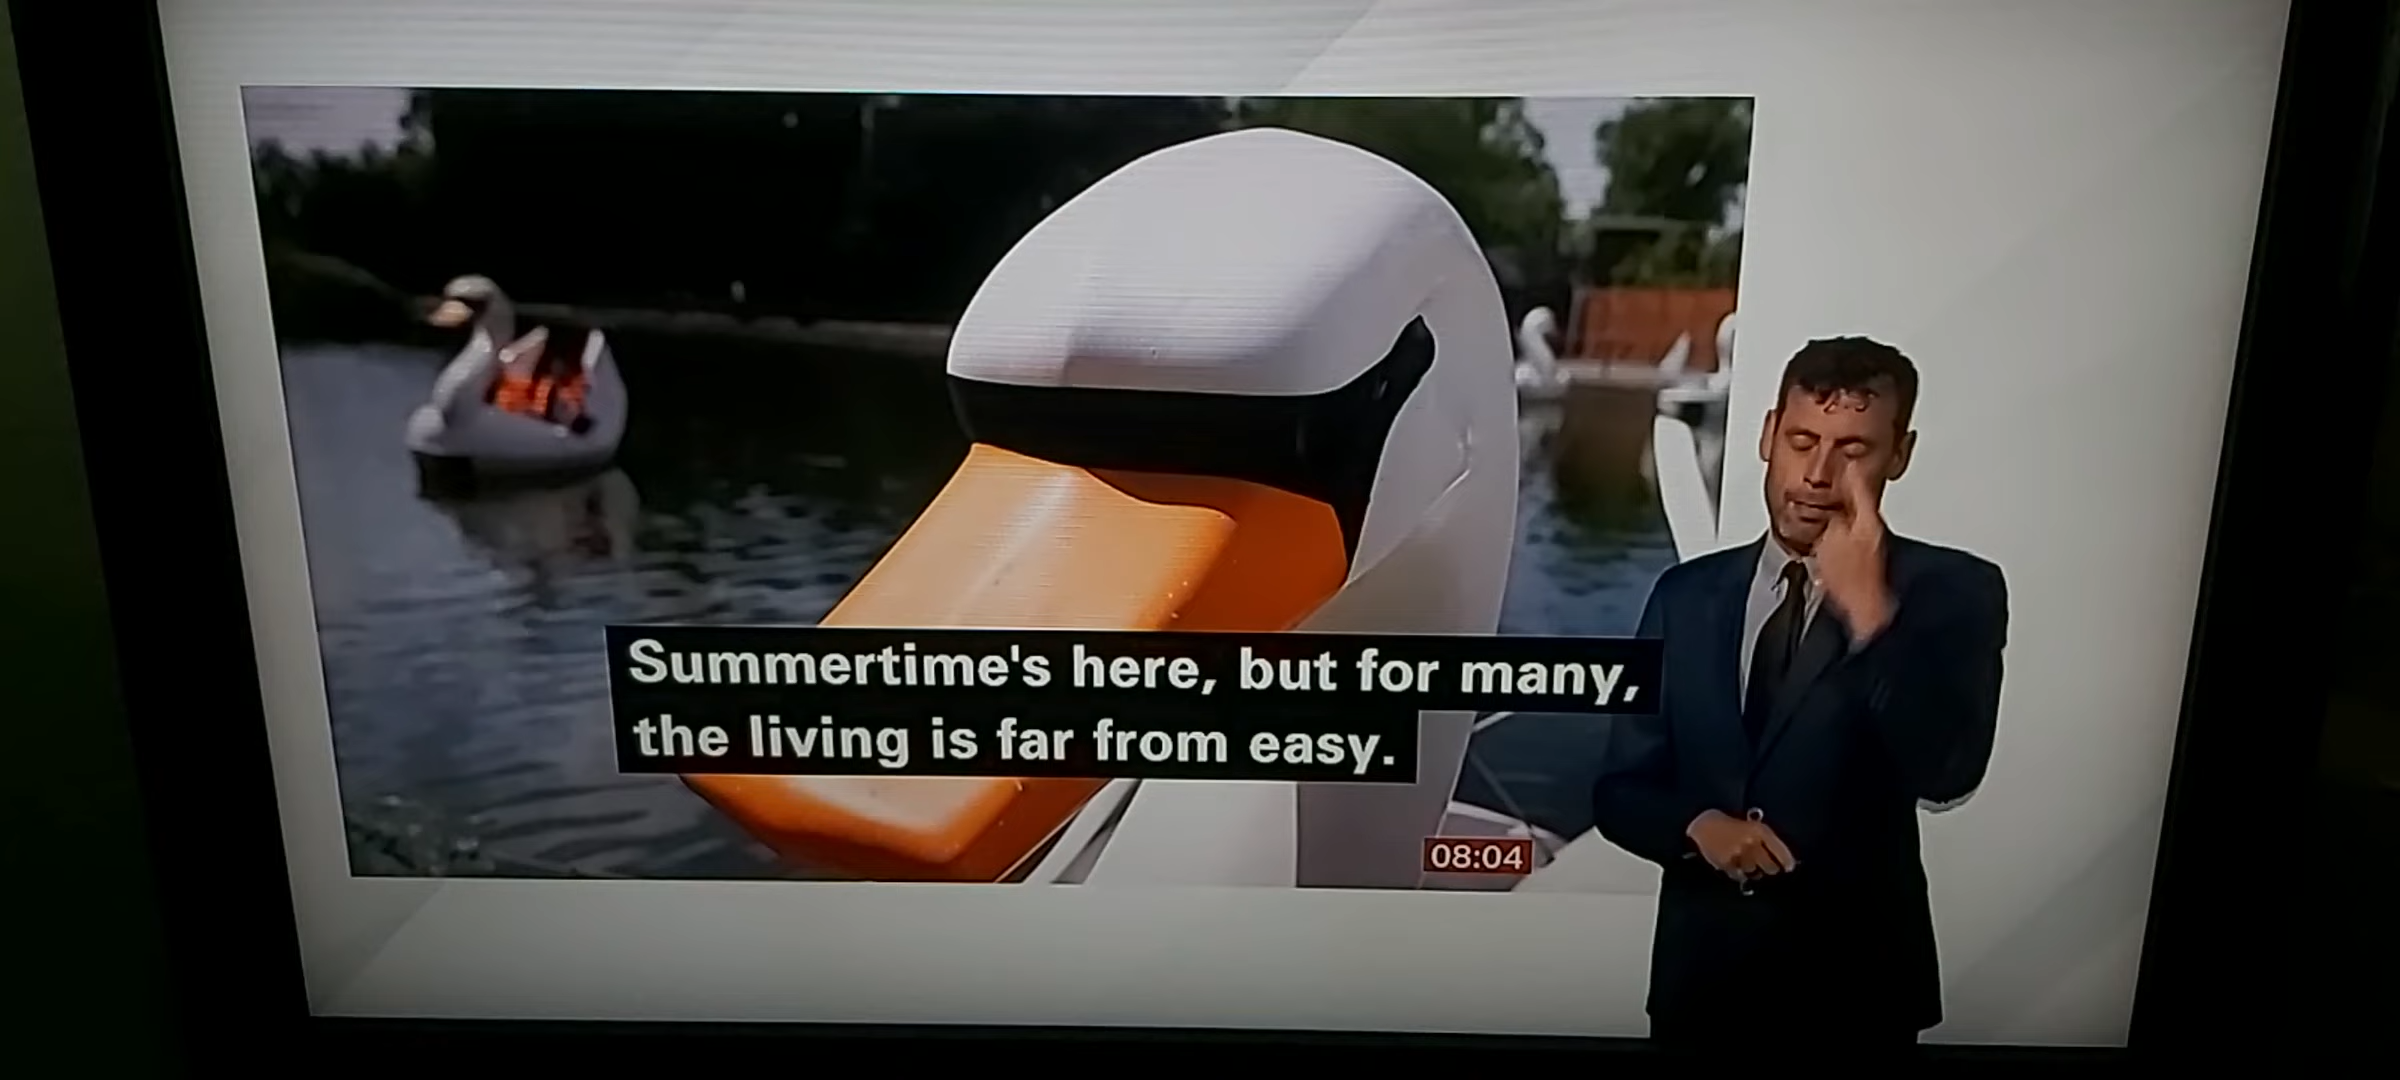 Summertime's here, but for many,
the living is far from easy.
08:04